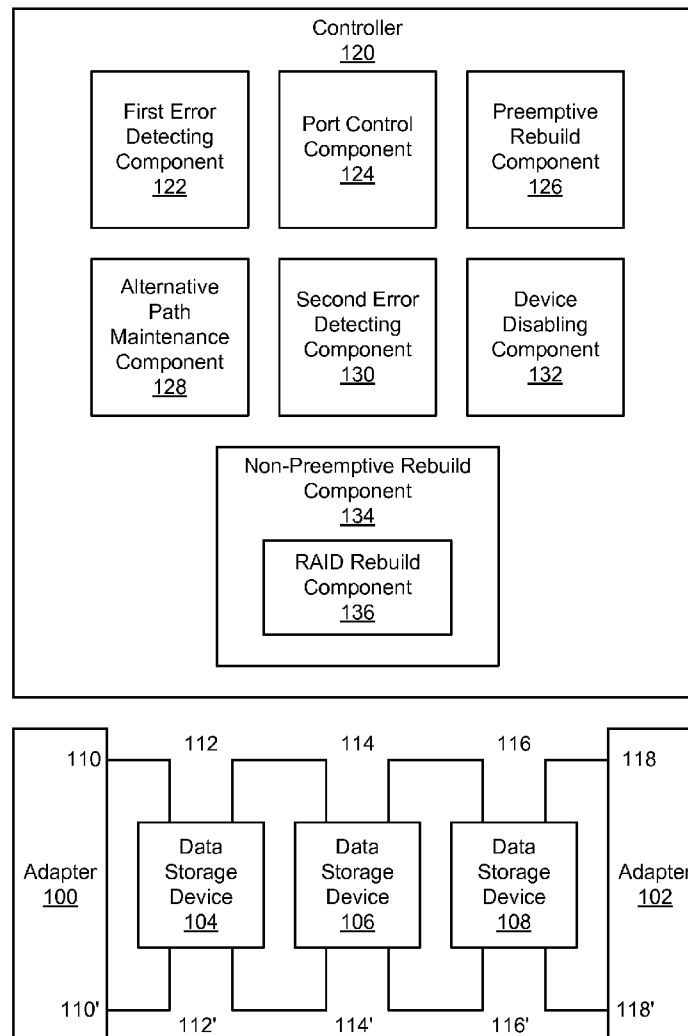 Controller
120
First Error
Detecting
Component
122
Port Control
Component
124
Preemptive
Rebuild
Component
126
Alternative
Path
Maintenance
Component
128
Second Error
Detecting
Component
130
Device
Disabling
Component
132
Non-Preemptive Rebuild
Component
134
RAID Rebuild
Component
136
110
112
114
116
118
Adapter
100
Data
Storage
Device
104
Data
Storage
Device
106
Data
Storage
Device
108
Adapter
102
110'
112'
114'
116'
118'